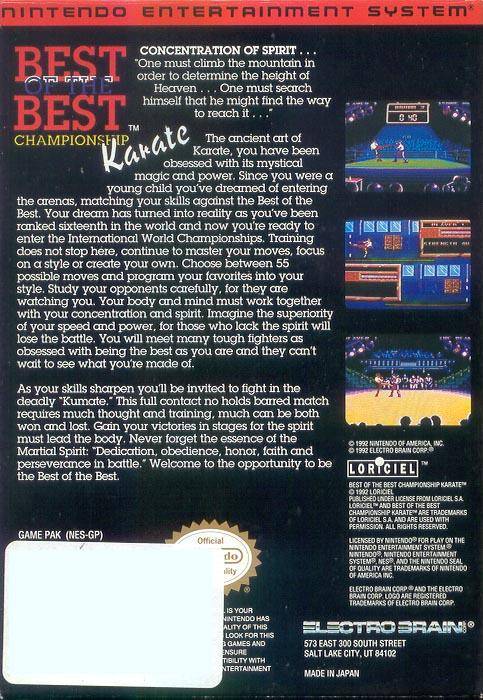 NINTENDO ENTERTAINMENT SYSTEM®
BEST
OF THE
BEST
CHAMPIONSHIP™
Karate
CONCENTRATION OF SPIRIT . . .
"One must climb the mountain in
order to determine the height of
Heaven . . . One must search
himself that he might find the way
to reach it . . ."
The ancient art of
Karate, you have been
obsessed with its mystical
magic and power. Since you were a
young child you've dreamed of entering
the arenas, matching your skills against the Best of the
Best. Your dream has turned into reality as you've been
ranked sixteenth in the world and now you're ready to
enter the International World Championships. Training
does not stop here, continue to master your moves, focus
on a style or create your own. Choose between 55
possible moves and program your favorites into your
style. Study your opponents carefully, for they are
watching you. Your body and mind must work together
with your concentration and spirit. Imagine the superiority
of your speed and power, for those who lack the spirit will
lose the battle. You will meet many tough fighters as
obsessed with being the best as you are and they can't
wait to see what you're made of.
As your skills sharpen you'll be invited to fight in the
deadly "Kumate." This full contact no holds barred match
requires much thought and training, much can be both
won and lost. Gain your victories in stages for the spirit
must lead the body. Never forget the essence of the
Martial Spirit: "Dedication, obedience, honor, faith and
perseverance in battle." Welcome to the opportunity to be
the Best of the Best.
0 40
© 1992 NINTENDO OF AMERICA, INC.
© 1992 ELECTRO BRAIN CORP.®
LORICIEL™
BEST OF THE BEST CHAMPIONSHIP KARATE™
© 1992 LORICIEL
PUBLISHED UNDER LICENSE FROM LORICIEL S.A.
LORICIEL™ AND BEST OF THE BEST
CHAMPIONSHIP KARATE™ ARE TRADEMARKS
OF LORICIEL S.A. AND ARE USED WITH
PERMISSION. ALL RIGHTS RESERVED.
LICENSED BY NINTENDO® FOR PLAY ON THE
NINTENDO ENTERTAINMENT SYSTEM.®
NINTENDO®, NINTENDO ENTERTAINMENT
SYSTEM®, NES®, AND THE NINTENDO SEAL
OF QUALITY ARE TRADEMARKS OF NINTENDO
OF AMERICA INC.
ELECTRO BRAIN CORP.® AND THE ELECTRO
BRAIN CORP. LOGO ARE REGISTERED
TRADEMARKS OF ELECTRO BRAIN CORP.
ELECTRO BRAIN®
573 EAST 300 SOUTH STREET
SALT LAKE CITY, UT 84102
MADE IN JAPAN
GAME PAK (NES-GP)
Official
do
ality
®
IS YOUR
NINTENDO HAS
ALITY OF THIS
LOOK FOR THIS
GAMES AND
ENSURE
TIBILITY WITH
NTERTAINMENT